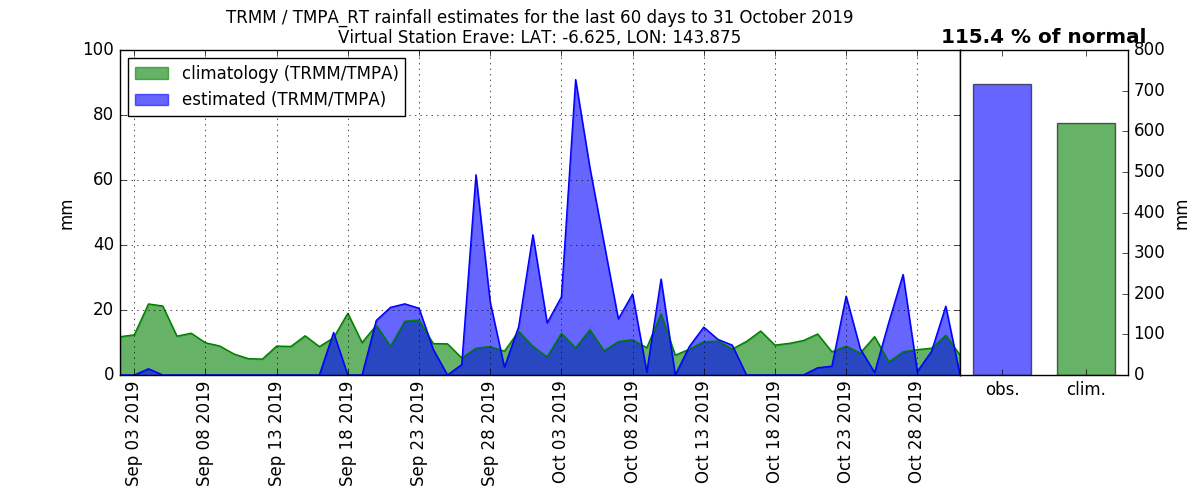 TRMM / TMPA_RT rainfall estimates for the last 60 days to 31 October 2019
Virtual Station Erave: LAT: -6.625, LON: 143.875
115.4 % of normal
climatology (TRMM/TMPA)
estimated (TRMM/TMPA)
100
80
60
40
20
0
mm
Sep 03 2019
Sep 08 2019
Sep 13 2019
Sep 18 2019
Sep 23 2019
Sep 28 2019
Oct 03 2019
Oct 08 2019
Oct 13 2019
Oct 18 2019
Oct 23 2019
Oct 28 2019
800
700
600
500
400
300
200
100
0
mm
obs.
clim.